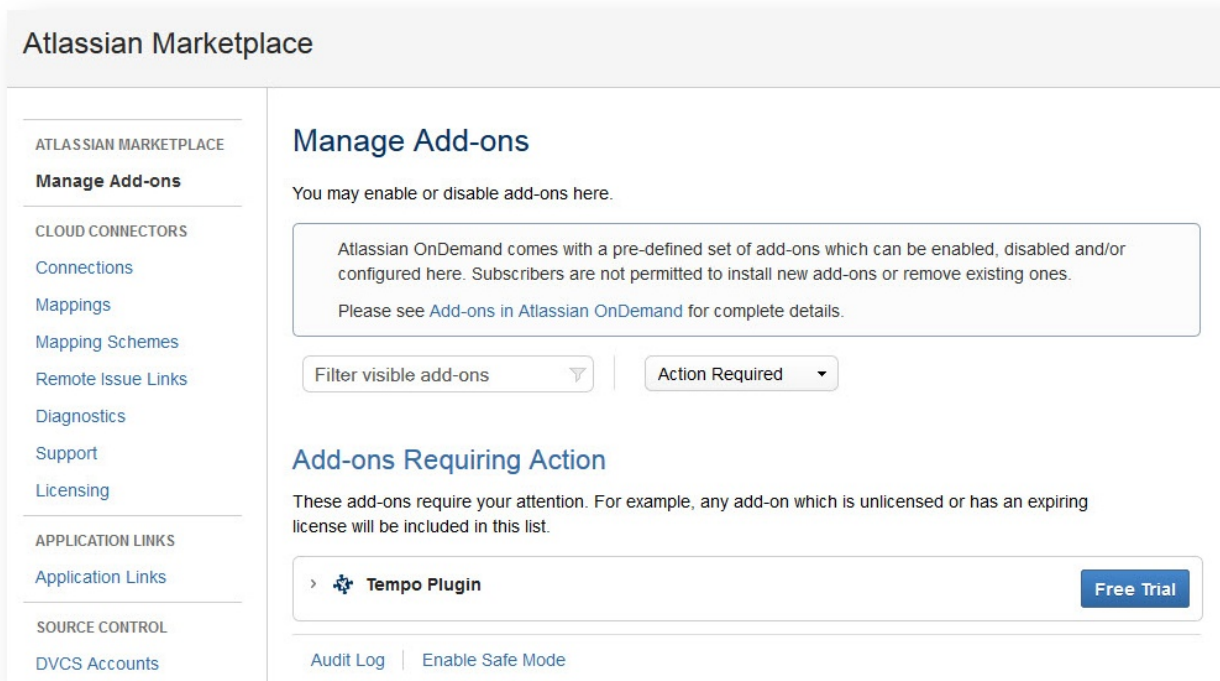 Atlassian Marketplace
ATLASSIAN MARKETPLACE
Manage Add-ons
CLOUD CONNECTORS
Connections
Mappings
Mapping Schemes
Remote Issue Links
Diagnostics
Support
Licensing
APPLICATION LINKS
Application Links
SOURCE CONTROL
DVCS Accounts
Manage Add-ons
You may enable or disable add-ons here.
Atlassian OnDemand comes with a pre-defined set of add-ons which can be enabled, disabled and/or
configured here. Subscribers are not permitted to install new add-ons or remove existing ones.
Please see Add-ons in Atlassian OnDemand for complete details.
Filter visible add-ons
Action Required
Add-ons Requiring Action
These add-ons require your attention. For example, any add-on which is unlicensed or has an expiring
license will be included in this list.
Tempo Plugin
Free Trial
Audit Log
Enable Safe Mode